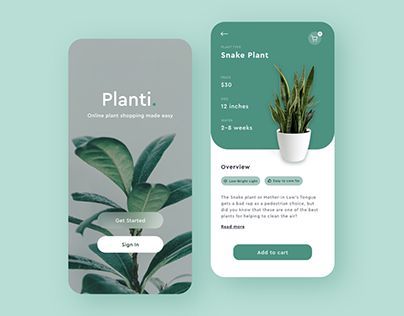 Planti.
Online plant shopping made easy
Get Started
Sign In
PLANT TYPE
Snake Plant
PRICE
$30
SIZE
12 inches
WATER
2-8 weeks
Overview
Low-Bright Light
Easy to care for
The Snake plant or Mother in Law's Tongue
gets a bad rap as a pedestrian choice, but
did you know that these are one of the best
plants for helping to clean the air?
Read more
Add to cart